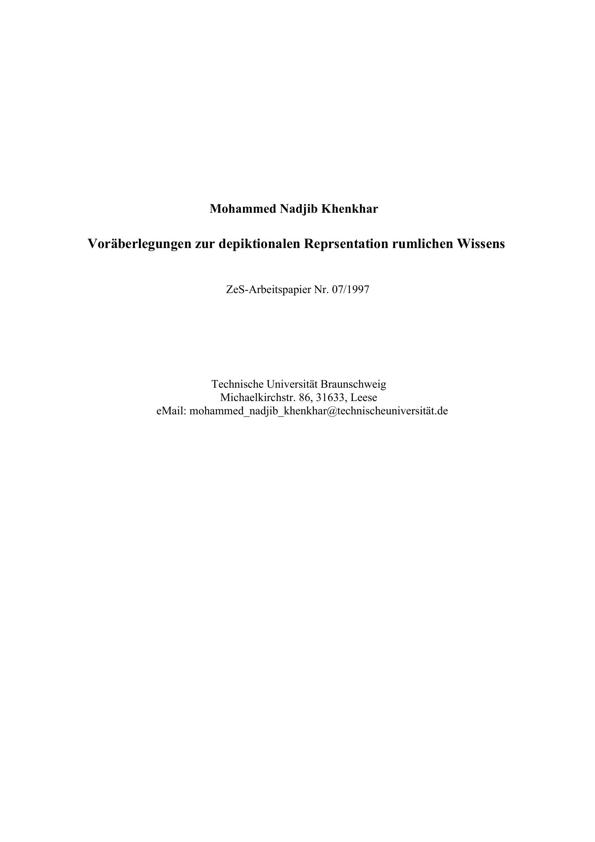 Mohammed Nadjib Khenkhar
Voräberlegungen zur depiktionalen Reprsentation rumlichen Wissens
ZeS-Arbeitspapier Nr. 07/1997
Technische Universität Braunschweig
Michaelkirchstr. 86, 31633, Leese
eMail: mohammed_nadjib_khenkhar@technischeuniversität.de